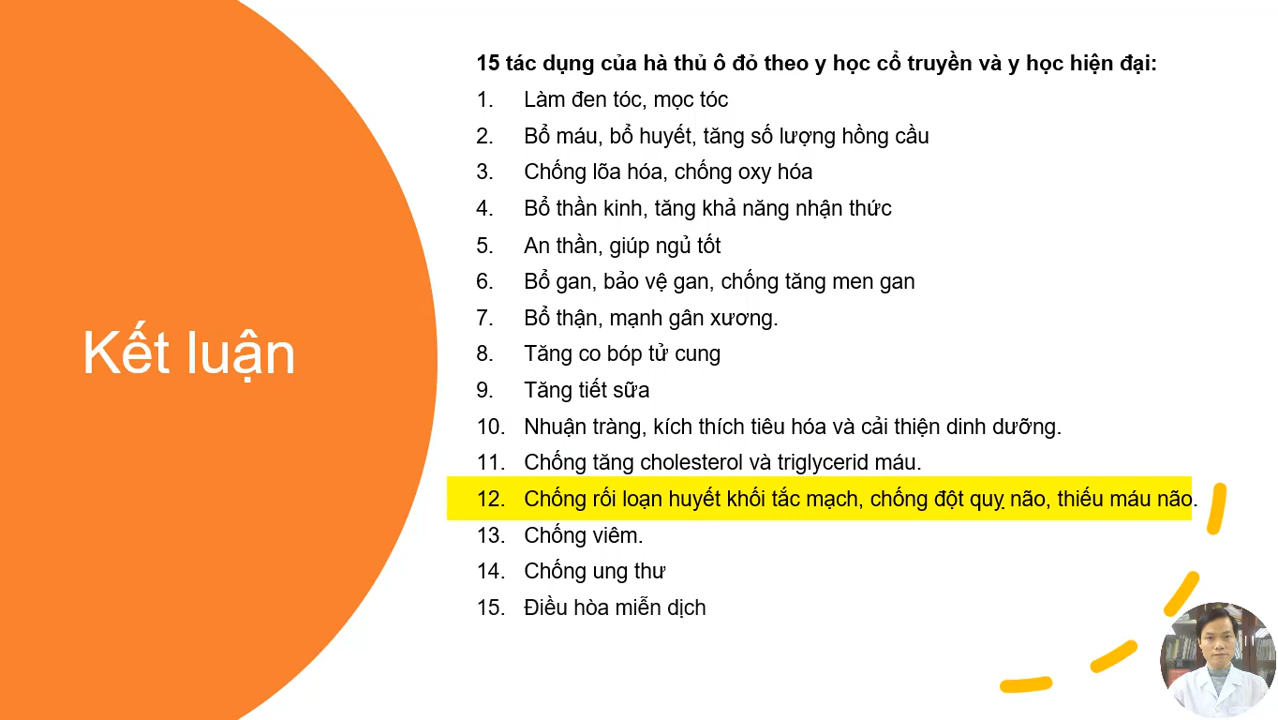 Kết luận
15 tác dụng của hà thủ ô đỏ theo y học cổ truyền và y học hiện đại:
1. Làm đen tóc, mọc tóc
2. Bổ máu, bổ huyết, tăng số lượng hồng cầu
3. Chống lõa hóa, chống oxy hóa
4. Bổ thần kinh, tăng khả năng nhận thức
5. An thần, giúp ngủ tốt
6. Bổ gan, bảo vệ gan, chống tăng men gan
7. Bổ thận, mạnh gân xương.
8. Tăng co bóp tử cung
9. Tăng tiết sữa
10. Nhuận tràng, kích thích tiêu hóa và cải thiện dinh dưỡng.
11. Chống tăng cholesterol và triglycerid máu.
12. Chống rối loạn huyết khối tắc mạch, chống đột quỵ não, thiếu máu não.
13. Chống viêm.
14. Chống ung thư
15. Điều hòa miễn dịch